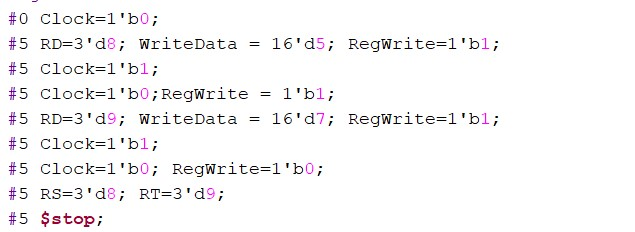 #0 Clock=1'b0;
#5 RD=3'd8; WriteData = 16'd5; RegWrite=1'b1;
#5 Clock=1'b1;
#5 Clock=1'b0;RegWrite = 1'b1;
#5 RD=3'd9; WriteData = 16'd7; RegWrite=1'b1;
#5 Clock=1'b1;
#5 Clock=1'b0; RegWrite=1'b0;
#5 RS=3'd8; RT=3'd9;
#5 $stop;